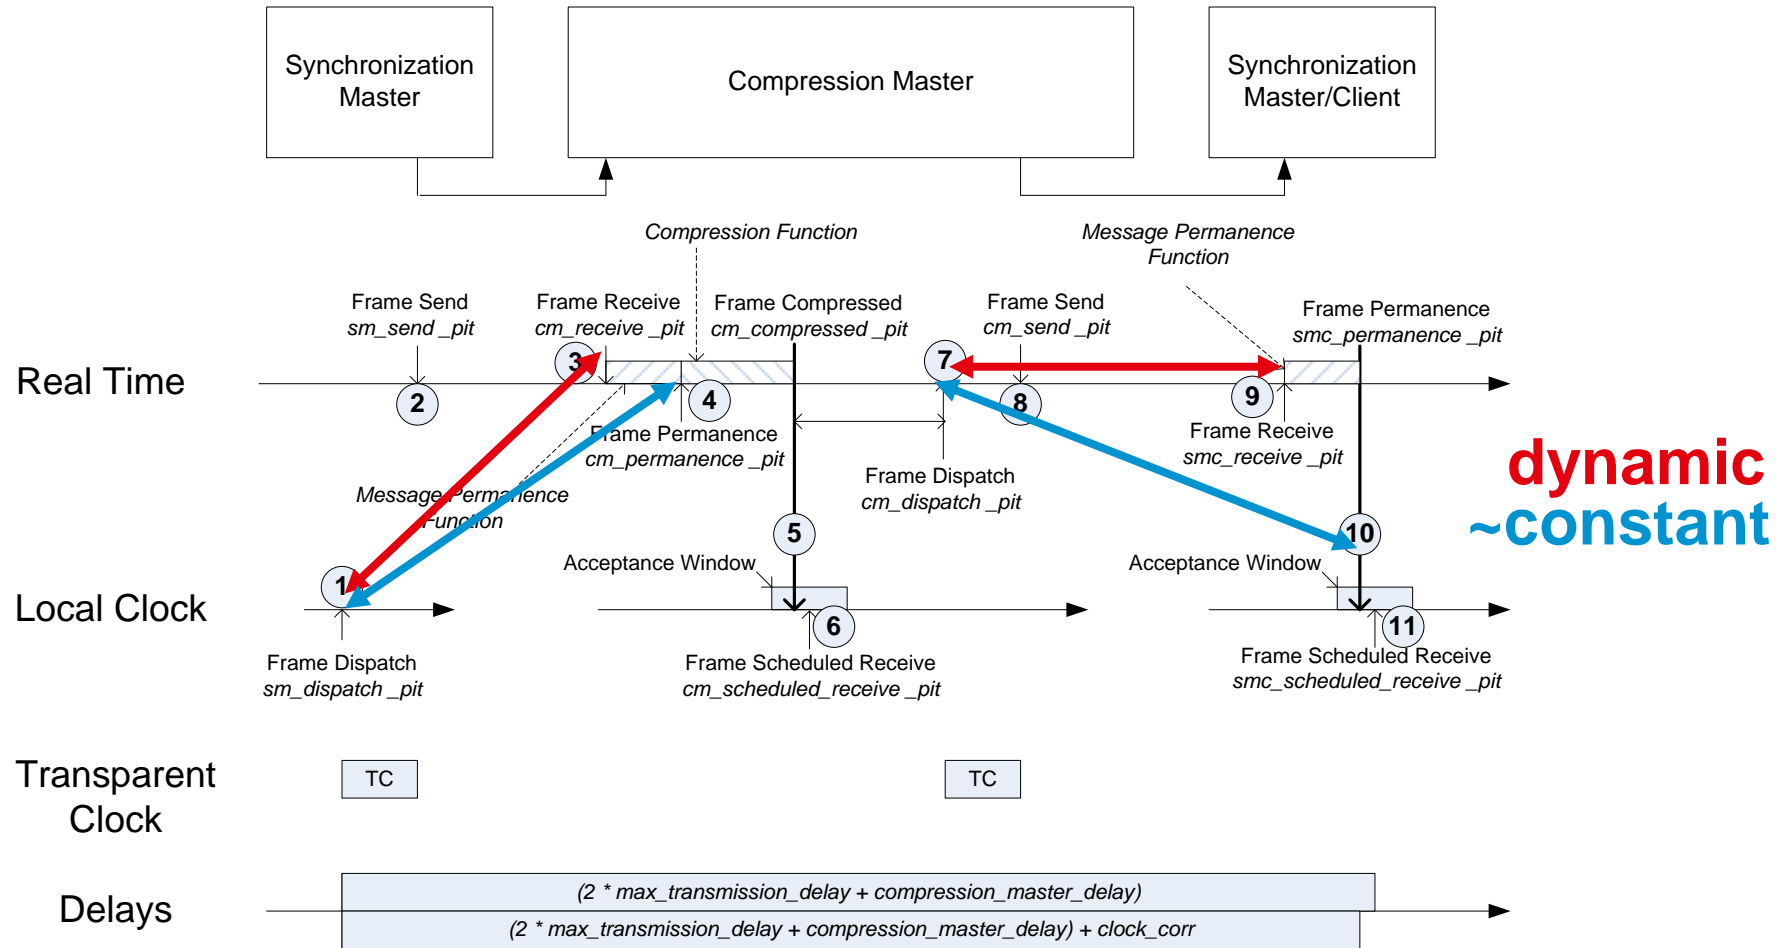 Synchronization
Master
Compression Master
Synchronization
Master/Client
Compression Function
Message Permanence
Function
Frame Send
sm_send _pit
Frame Receive
cm_receive _pit
Frame Compressed
cm_compressed _pit
Frame Send
cm_send _pit
Frame Permanence
smc_permanence _pit
Real Time
3
7
2
4
8
9
Frame Permanence
cm_permanence _pit
Frame Receive
smc_receive _pit
Frame Dispatch
cm_dispatch _pit
dynamic
~constant
Message Permanence
Function
5
10
Acceptance Window
Acceptance Window
1
Local Clock
6
11
Frame Dispatch
sm_dispatch _pit
Frame Scheduled Receive
cm_scheduled_receive _pit
Frame Scheduled Receive
smc_scheduled_receive _pit
Transparent
Clock
TC
TC
Delays
(2 * max_transmission_delay + compression_master_delay)
(2 * max_transmission_delay + compression_master_delay) + clock_corr